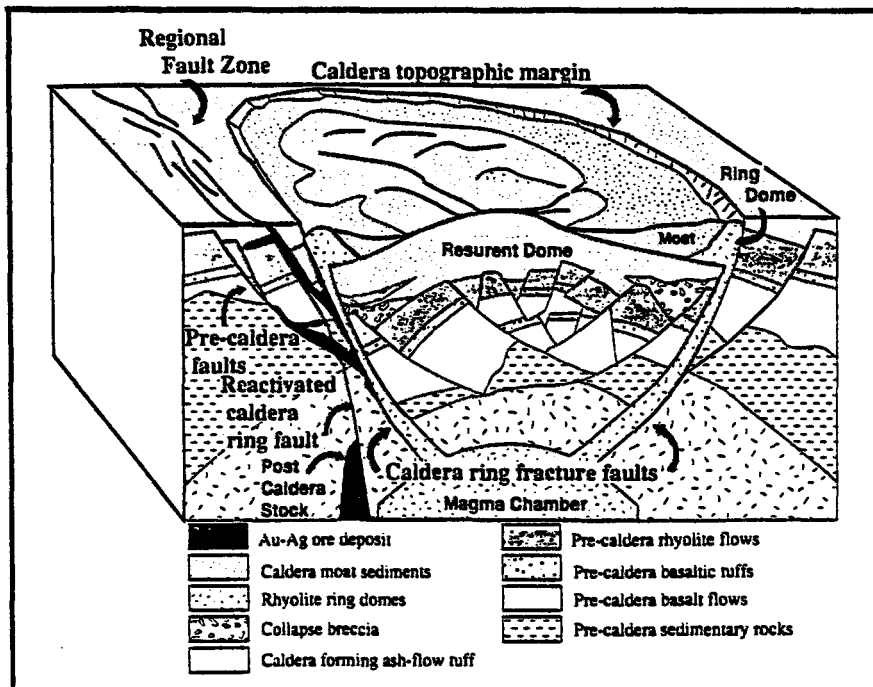 Regional
Fault Zone
Caldera topographic margin
Ring
Dome
Moet
Resurent Dome
Pre-caldera
faults
Reactivated
caldera
ring fault
Post
Caldera
Stock
Caldera ring fracture faults
Magma Chamber
Au-Ag ore deposit
Caldera moat sediments
Rhyolite ring domes
Collapse breccia
Caldera forming ash-flow tuff
Pre-caldera rhyolite flows
Pre-caldera basaltic tuffs
Pre-caldera basalt flows
Pre-caldera sedimentary rocks